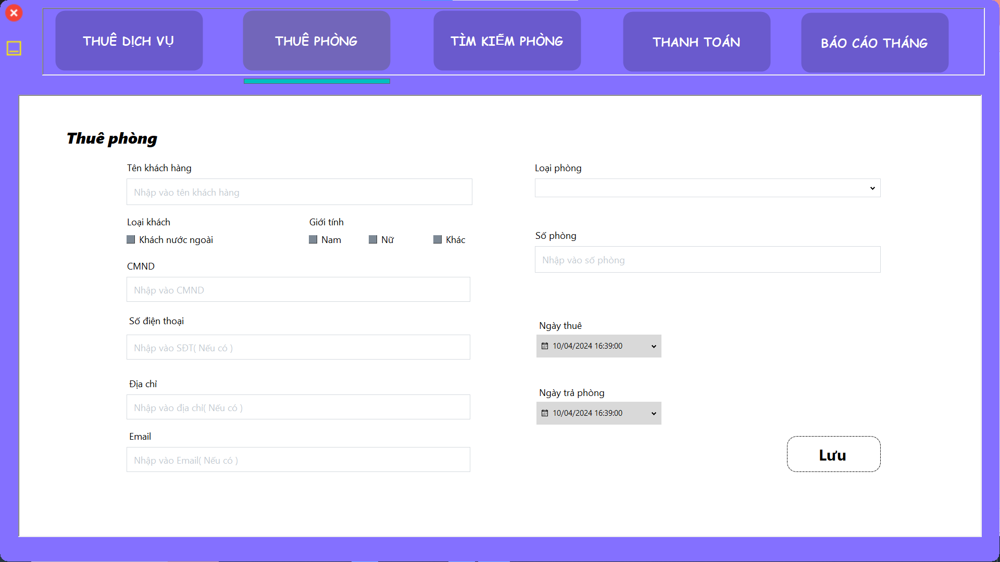 THUÊ DỊCH VỤ
THUÊ PHÒNG
TÌM KIẾM PHÒNG
THANH TOÁN
BÁO CÁO THÁNG
Thuê phòng
Tên khách hàng
Nhập vào tên khách hàng
Loại khách
Giới tính
Khách nước ngoài
Nam
Nữ
Khác
CMND
Nhập vào CMND
Số điện thoại
Nhập vào SĐT( Nếu có )
Địa chỉ
Nhập vào địa chỉ( Nếu có )
Email
Nhập vào Email( Nếu có )
Loại phòng
Số phòng
Nhập vào số phòng
Ngày thuê
10/04/2024 16:39:00
Ngày trả phòng
10/04/2024 16:39:00
Lưu